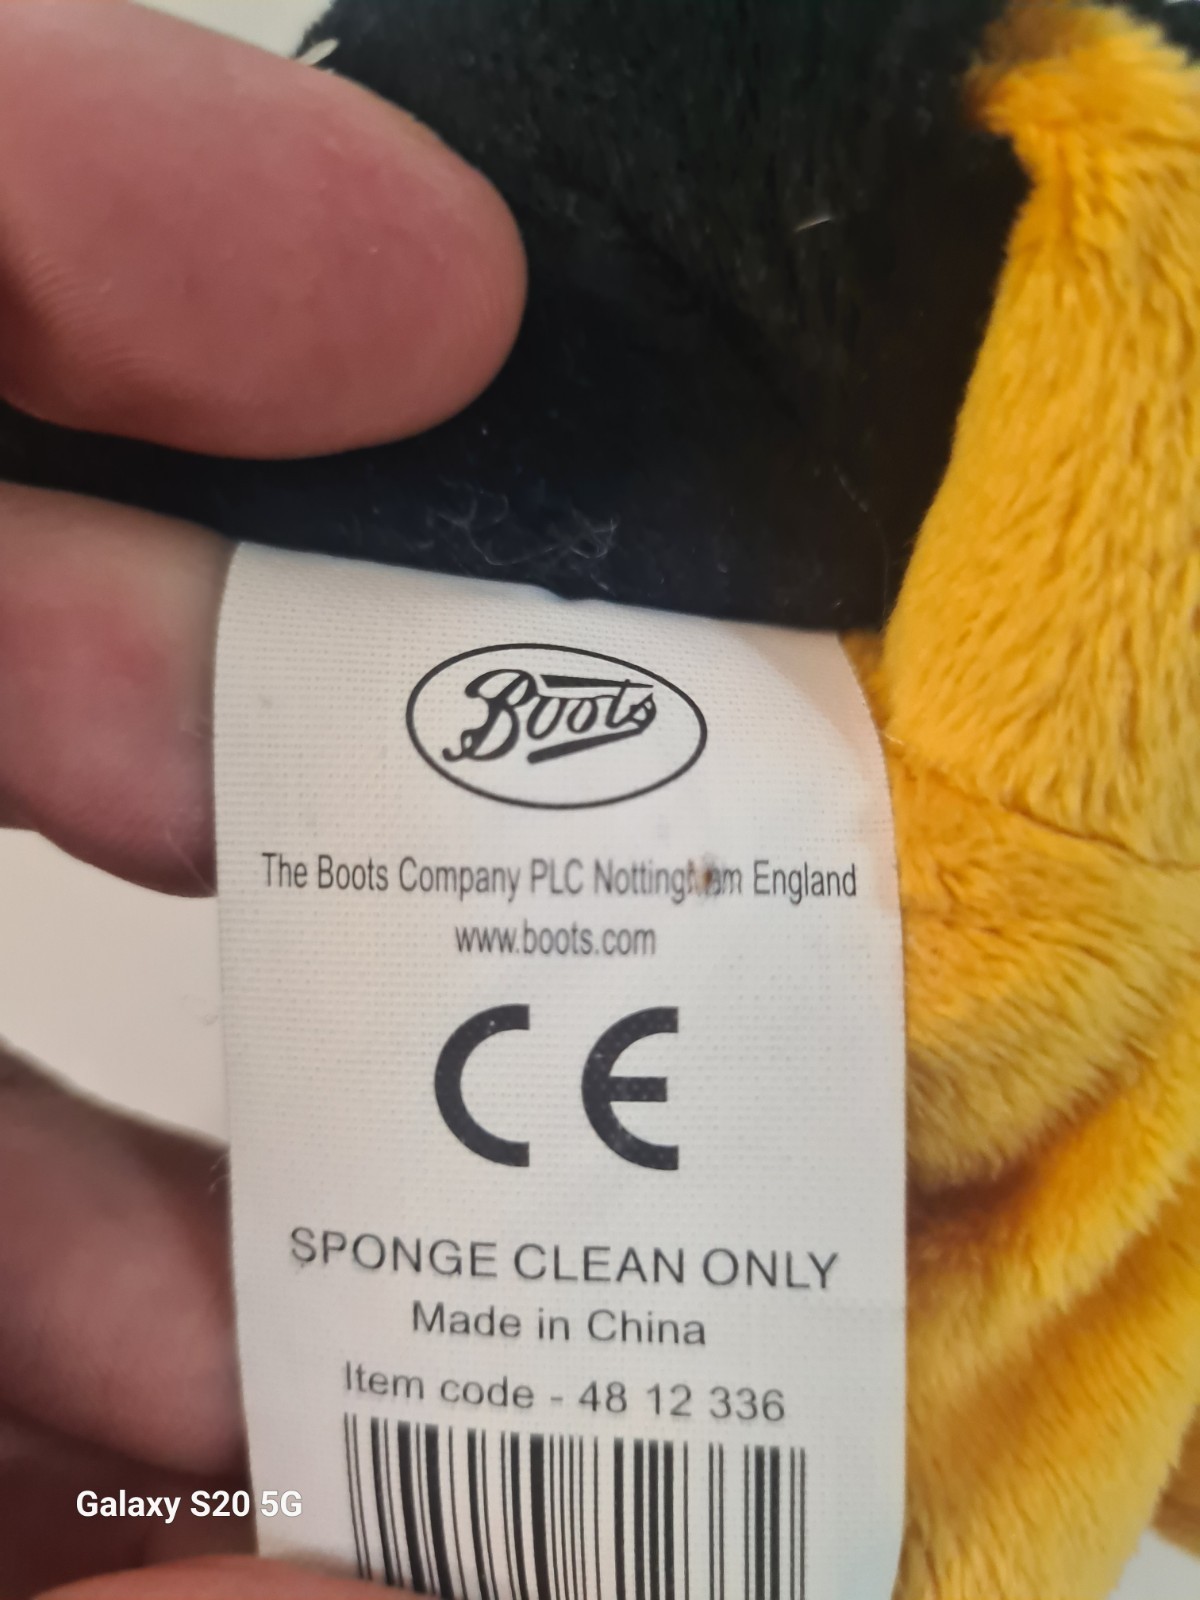 Boots
The Boots Company PLC Nottingham England
www.boots.com
CE
SPONGE CLEAN ONLY
Made in China
Item code - 48 12 336
Galaxy S20 5G